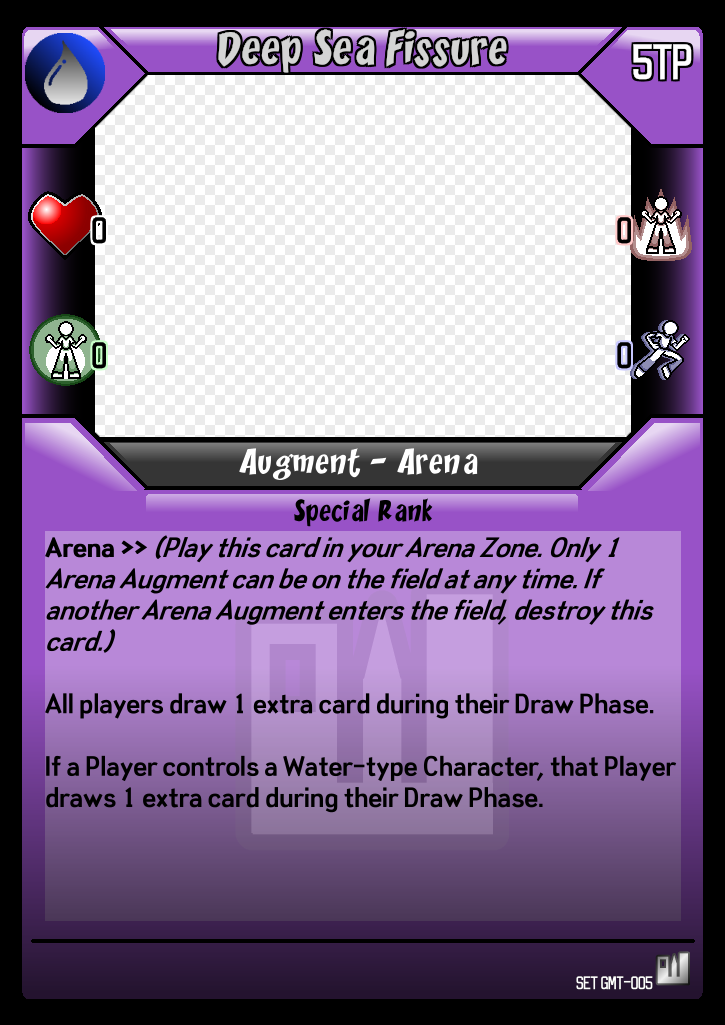 Deep Sea Fissure
5TP
0
0
0
0
Augment - Arena
Special Rank
Arena >> (Play this card in your Arena Zone. Only 1
Arena Augment can be on the field at any time. If
another Arena Augment enters the field, destroy this
card.)
All players draw 1 extra card during their Draw Phase.
If a Player controls a Water-type Character, that Player
draws 1 extra card during their Draw Phase.
SET GMT-005